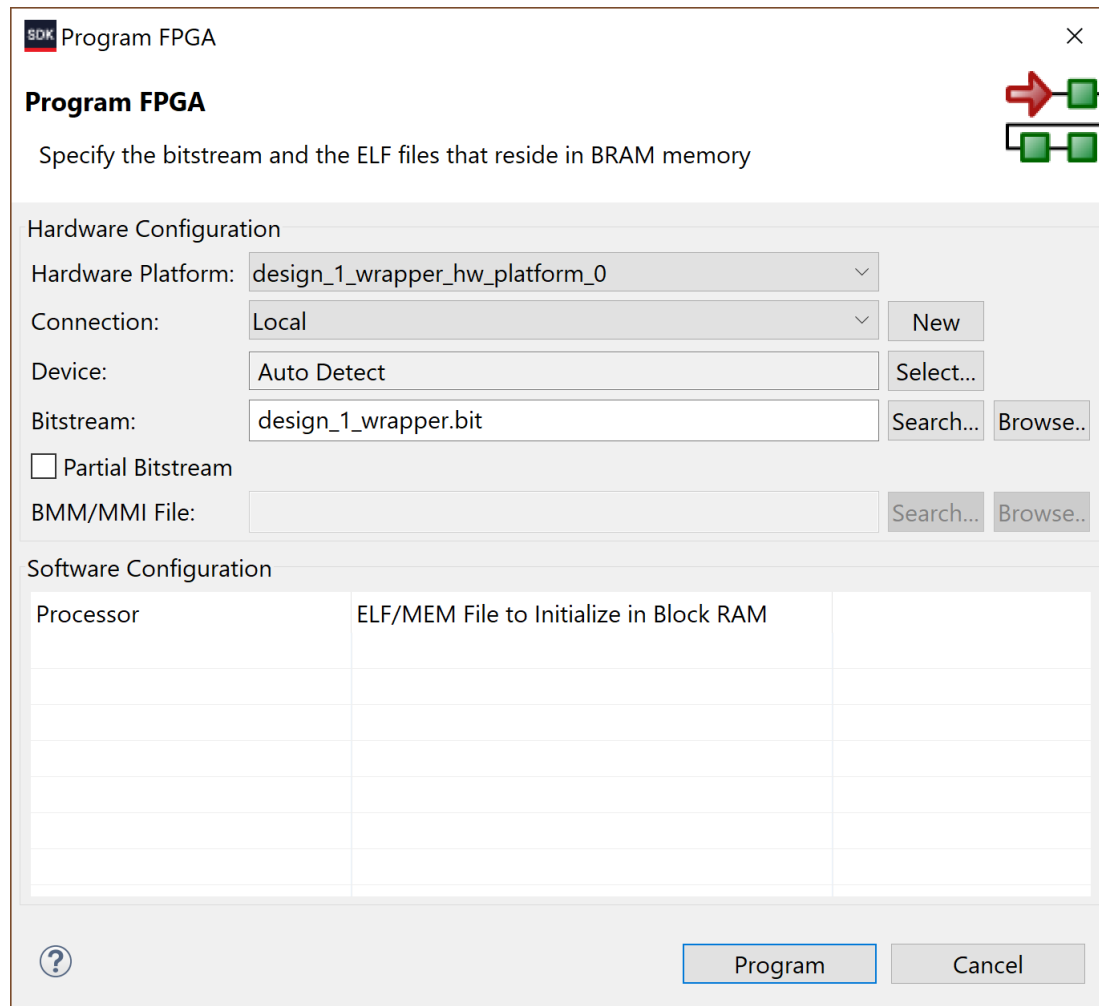 SDK Program FPGA
Program FPGA
Specify the bitstream and the ELF files that reside in BRAM memory
Hardware Configuration
Hardware Platform: design_1_wrapper_hw_platform_0
Connection: Local New
Device: Auto Detect Select...
Bitstream: design_1_wrapper.bit Search... Browse..
Partial Bitstream
BMM/MMI File: Search... Browse..
Software Configuration
Processor ELF/MEM File to Initialize in Block RAM
? Program Cancel